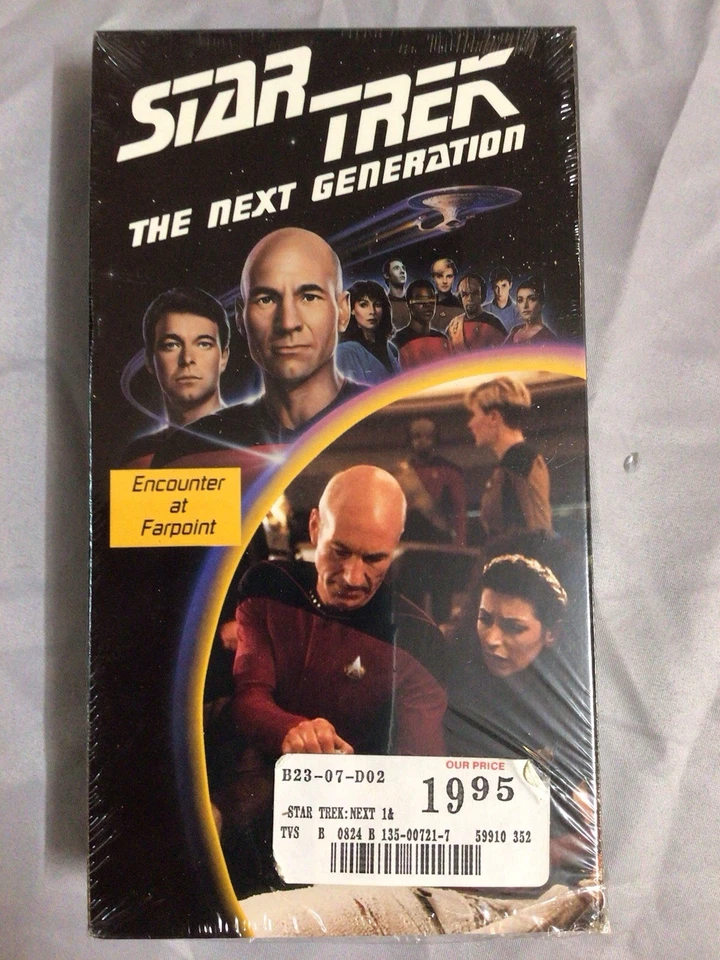 STAR
TREK
THE NEXT GENERATION
Encounter
at
Farpoint
OUR PRICE
B23-07-D02
1995
STAR TREK:NEXT 1&
TVS B 0824 B 135-00721-7 59910 352